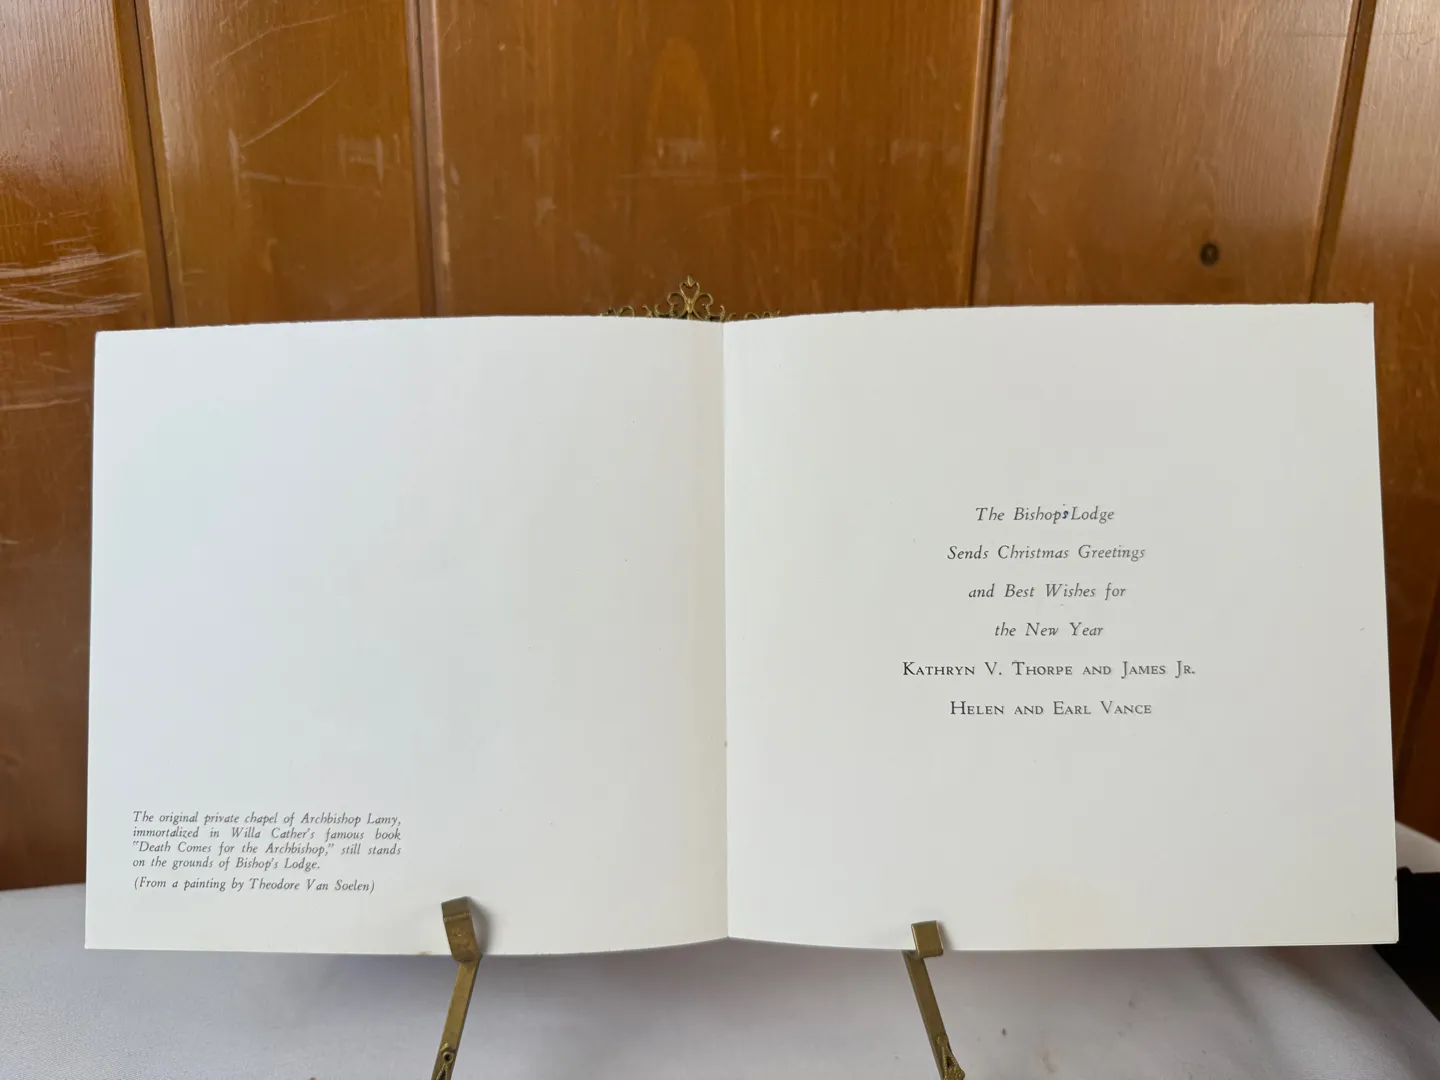 The original private chapel of Archbishop Lamy,
immortalized in Willa Cather's famous book
"Death Comes for the Archbishop," still stands
on the grounds of Bishop's Lodge.
(From a painting by Theodore Van Soelen)
The Bishop's Lodge
Sends Christmas Greetings
and Best Wishes for
the New Year
KATHRYN V. THORPE AND JAMES JR.
HELEN AND EARL VANCE